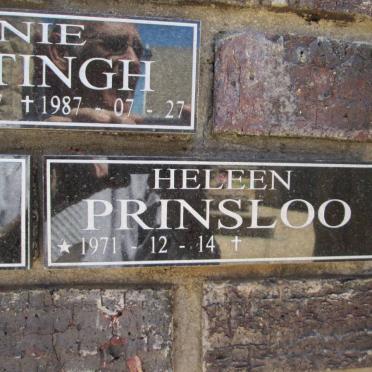 NIE
TINGH
✝ 1987 - 07 - 27
HELEEN
PRINSLOO
★ 1971 - 12 - 14 ✝